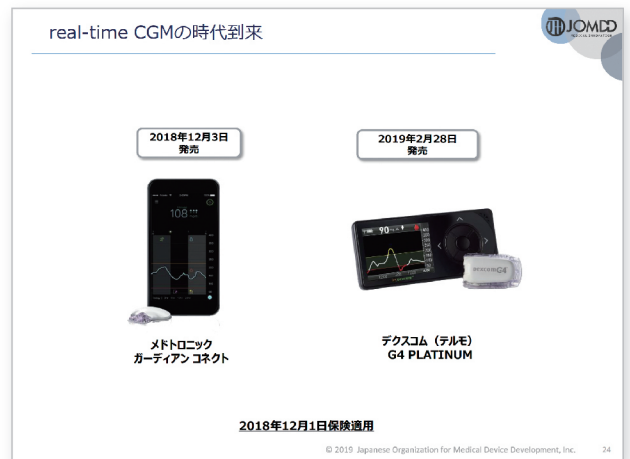 real-time CGMの時代到来
JOMDD
2018年12月3日
発売
2019年2月28日
発売
108
90
dexcom G4
メドトロニック
ガーディアン コネクト
デクスコム（テルモ）
G4 PLATINUM
2018年12月1日保険適用
© 2019 Japanese Organization for Medical Device Development, Inc.
24